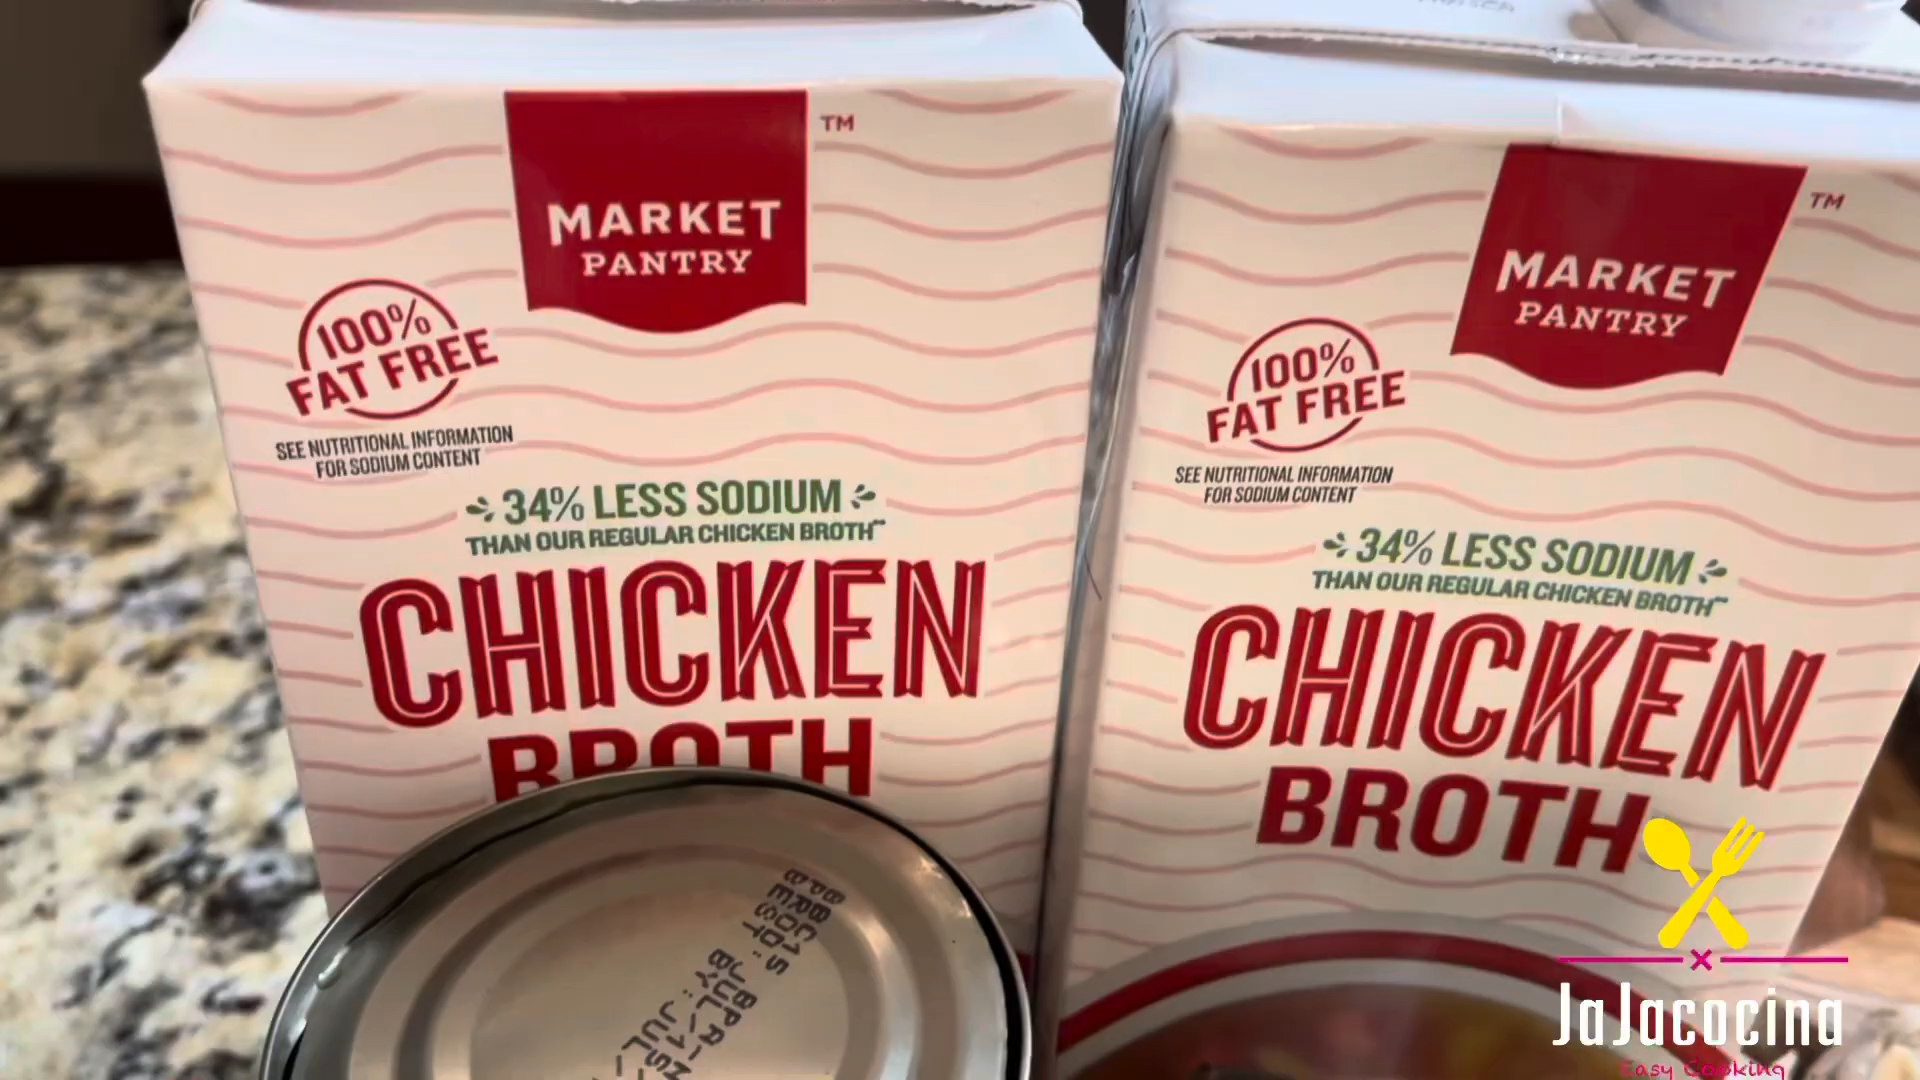 MARKET
PANTRY
TM
100%
FAT FREE
SEE NUTRITIONAL INFORMATION
FOR SODIUM CONTENT
34% LESS SODIUM
THAN OUR REGULAR CHICKEN BROTH**
CHICKEN
BROTH
MARKET
PANTRY
TM
100%
FAT FREE
SEE NUTRITIONAL INFORMATION
FOR SODIUM CONTENT
34% LESS SODIUM
THAN OUR REGULAR CHICKEN BROTH**
CHICKEN
BROTH
JaJacocina
Easy Cooking